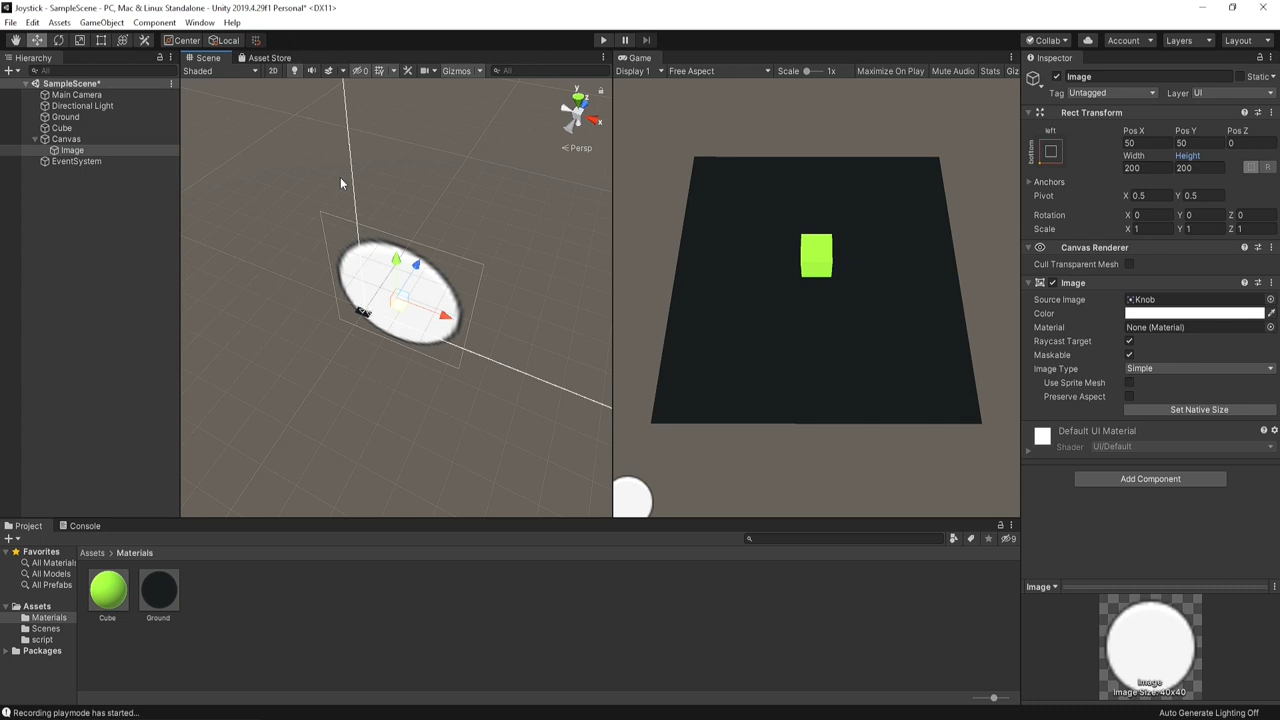 Joystick - SampleScene - PC, Mac & Linux Standalone - Unity 2019.4.29f1 Personal* <DX11>
File Edit Assets GameObject Component Window Help
Center Local Collab Account Layers Layout
Hierarchy
All
SampleScene*
Main Camera
Directional Light
Ground
Cube
Canvas
Image
EventSystem
Scene Asset Store
Shaded 2D 0 Gizmos All
y
x
Persp
Game
Display 1 Free Aspect Scale 1x Maximize On Play Mute Audio Stats Giz
Inspector
Image Static
Tag Untagged Layer UI
Rect Transform
left
bottom
Pos X Pos Y Pos Z
50 50 0
Width Height
200 200
R
Anchors
Pivot X 0.5 Y 0.5
Rotation X 0 Y 0 Z 0
Scale X 1 Y 1 Z 1
Canvas Renderer
Cull Transparent Mesh
Image
Source Image Knob
Color
Material None (Material)
Raycast Target
Maskable
Image Type Simple
Use Sprite Mesh
Preserve Aspect
Set Native Size
Default UI Material
Shader UI/Default
Add Component
Image
Image
Image Size: 40x40
Project Console
9
Favorites
All Material
All Models
All Prefabs
Assets
Materials
Scenes
script
Packages
Assets > Materials
Cube Ground
Recording playmode has started...
Auto Generate Lighting Off